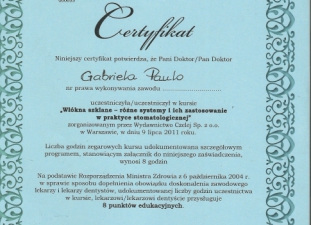 Certyfikat
Niniejszy certyfikat potwierdza, że Pani Doktor/Pan Doktor
Gabriela Paulo
nr prawa wykonywania zawodu
uczestniczyła/uczestniczył w kursie
"Włókna szklane – różne systemy i ich zastosowanie
w praktyce stomatologicznej"
zorganizowanym przez Wydawnictwo Czelej Sp. z o.o.
w Warszawie, w dniu 9 lipca 2011 roku.
Liczba godzin zegarowych kursu udokumentowana szczegółowym
programem, stanowiącym załącznik do niniejszego zaświadczenia,
wynosi 8 godzin
Na podstawie Rozporządzenia Ministra Zdrowia z 6 października 2004 r.
w sprawie sposobu dopełnienia obowiązku doskonalenia zawodowego
lekarzy i lekarzy dentystów, udokumentowanej liczby godzin uczestnictwa
w kursie, lekarzowi/lekarzowi dentyście przysługuje
8 punktów edukacyjnych.